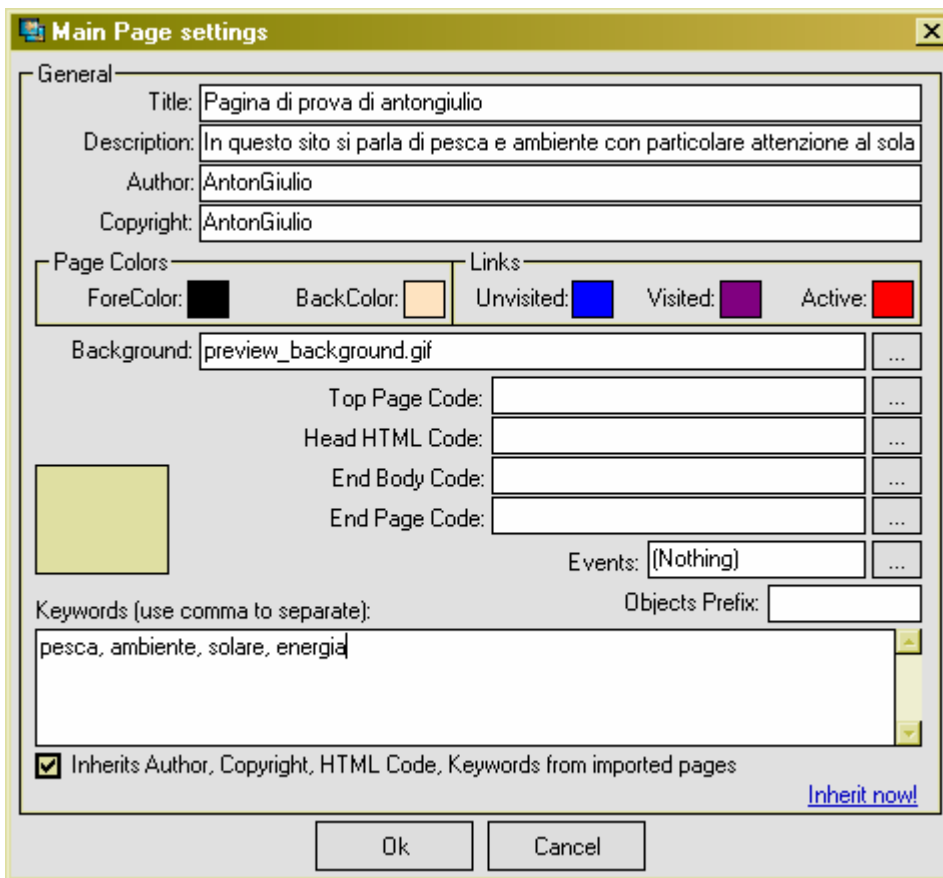 Main Page settings
General
Title: Pagina di prova di antongiulio
Description: In questo sito si parla di pesca e ambiente con particolare attenzione al sola
Author: AntonGiulio
Copyright: AntonGiulio
Page Colors Links
ForeColor: BackColor: Unvisited: Visited: Active:
Background: preview_background.gif ...
Top Page Code: ...
Head HTML Code: ...
End Body Code: ...
End Page Code: ...
Events: (Nothing) ...
Objects Prefix:
Keywords (use comma to separate):
pesca, ambiente, solare, energia
Inherits Author, Copyright, HTML Code, Keywords from imported pages
Inherit now!
Ok Cancel